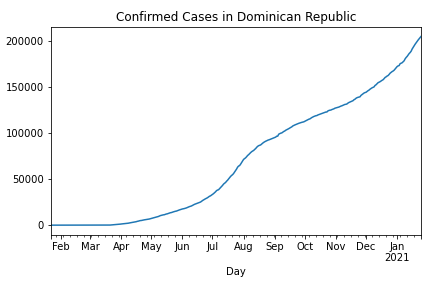 Confirmed Cases in Dominican Republic
200000
150000
100000
50000
0
Feb Mar Apr May Jun Jul Aug Sep Oct Nov Dec Jan
2021
Day